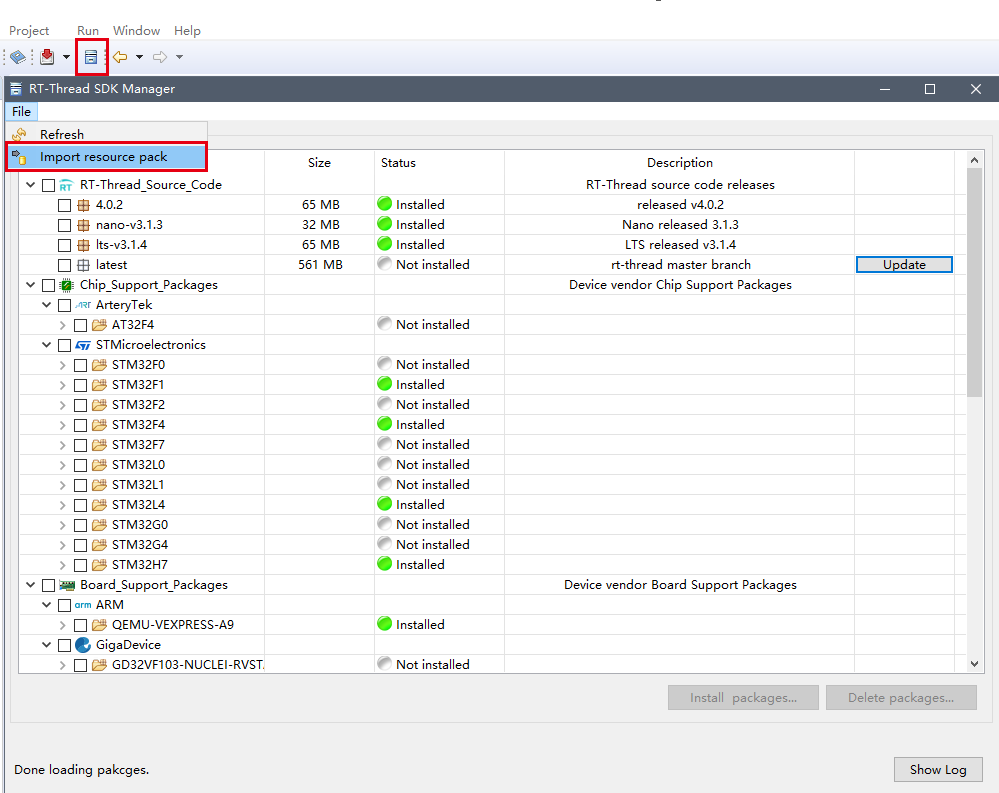 Project Run Window Help
RT-Thread SDK Manager
File
Refresh
Import resource pack
Size Status Description
RT RT-Thread_Source_Code RT-Thread source code releases
4.0.2 65 MB Installed released v4.0.2
nano-v3.1.3 32 MB Installed Nano released 3.1.3
lts-v3.1.4 65 MB Installed LTS released v3.1.4
latest 561 MB Not installed rt-thread master branch Update
Chip_Support_Packages Device vendor Chip Support Packages
ArteryTek
AT32F4 Not installed
STMicroelectronics
STM32F0 Not installed
STM32F1 Installed
STM32F2 Not installed
STM32F4 Installed
STM32F7 Not installed
STM32L0 Not installed
STM32L1 Not installed
STM32L4 Installed
STM32G0 Not installed
STM32G4 Not installed
STM32H7 Installed
Board_Support_Packages Device vendor Board Support Packages
arm ARM
QEMU-VEXPRESS-A9 Installed
GigaDevice
GD32VF103-NUCLEI-RVST. Not installed
Install packages... Delete packages...
Done loading pakcges. Show Log